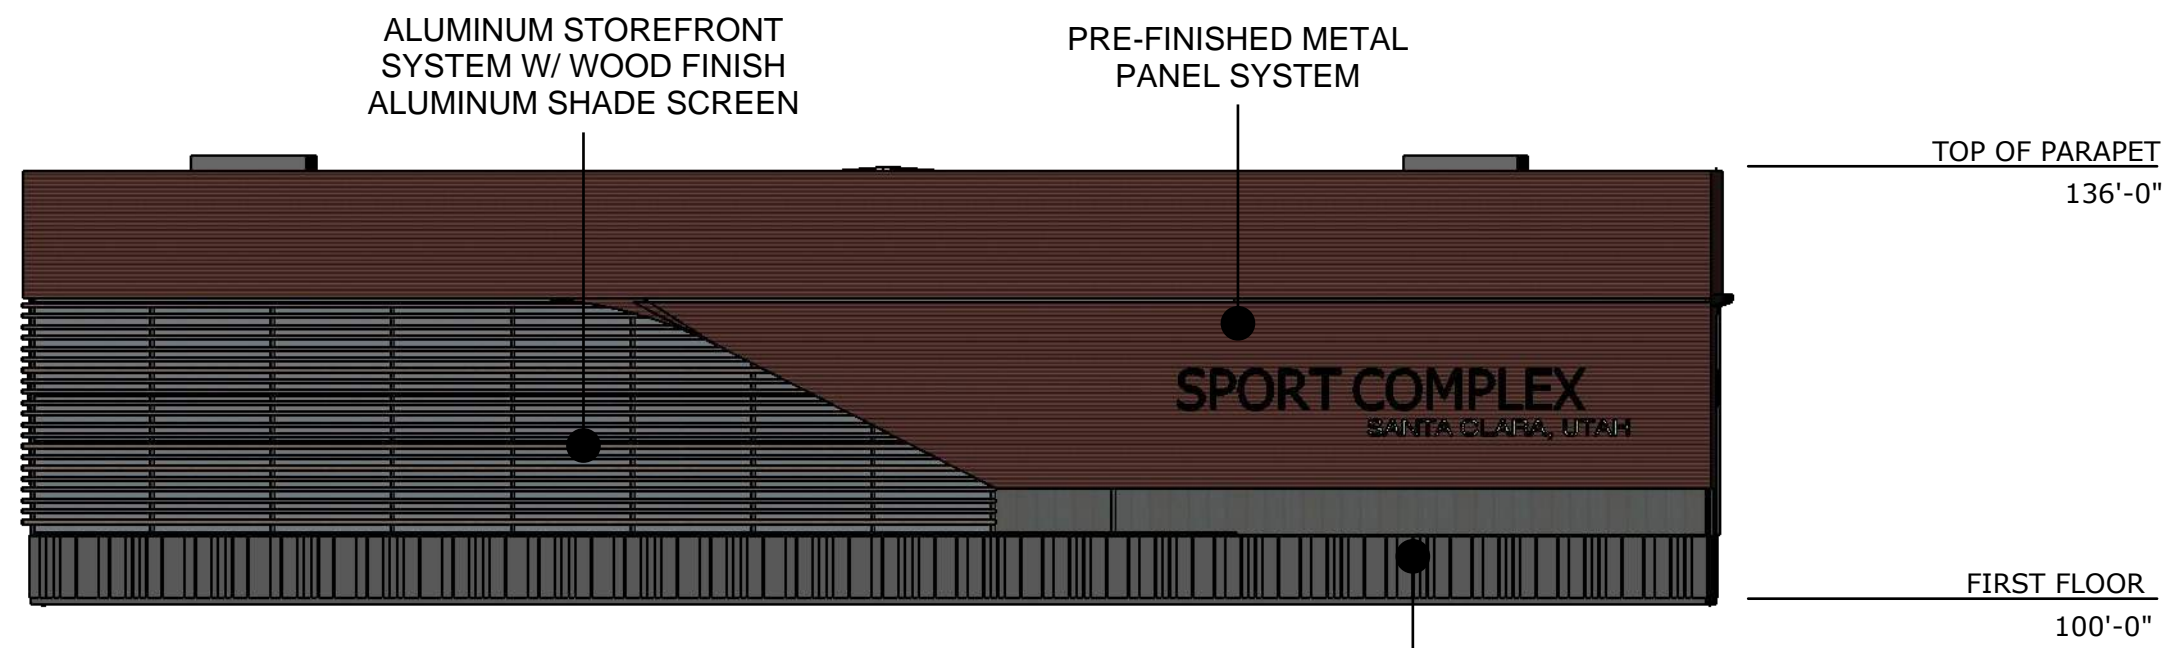 ALUMINUM STOREFRONT
SYSTEM W/ WOOD FINISH
ALUMINUM SHADE SCREEN
PRE-FINISHED METAL
PANEL SYSTEM
TOP OF PARAPET
136'-0"
SPORT COMPLEX
SANTA CLARA, UTAH
FIRST FLOOR
100'-0"